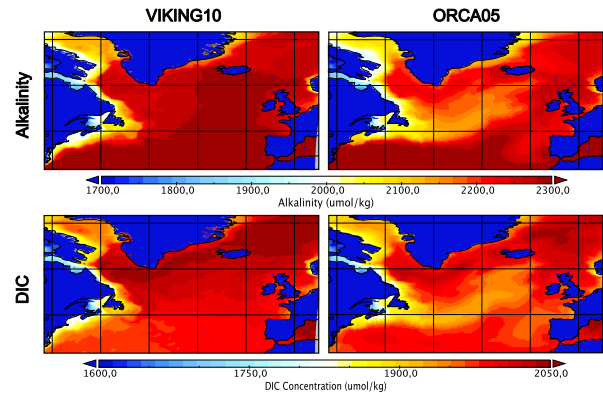 VIKING10 ORCA05
Alkalinity
1700,0 1800,0 1900,0 2000,0 2100,0 2200,0 2300,0
Alkalinity (umol/kg)
DIC
1600,0 1750,0 1900,0 2050,0
DIC Concentration (umol/kg)